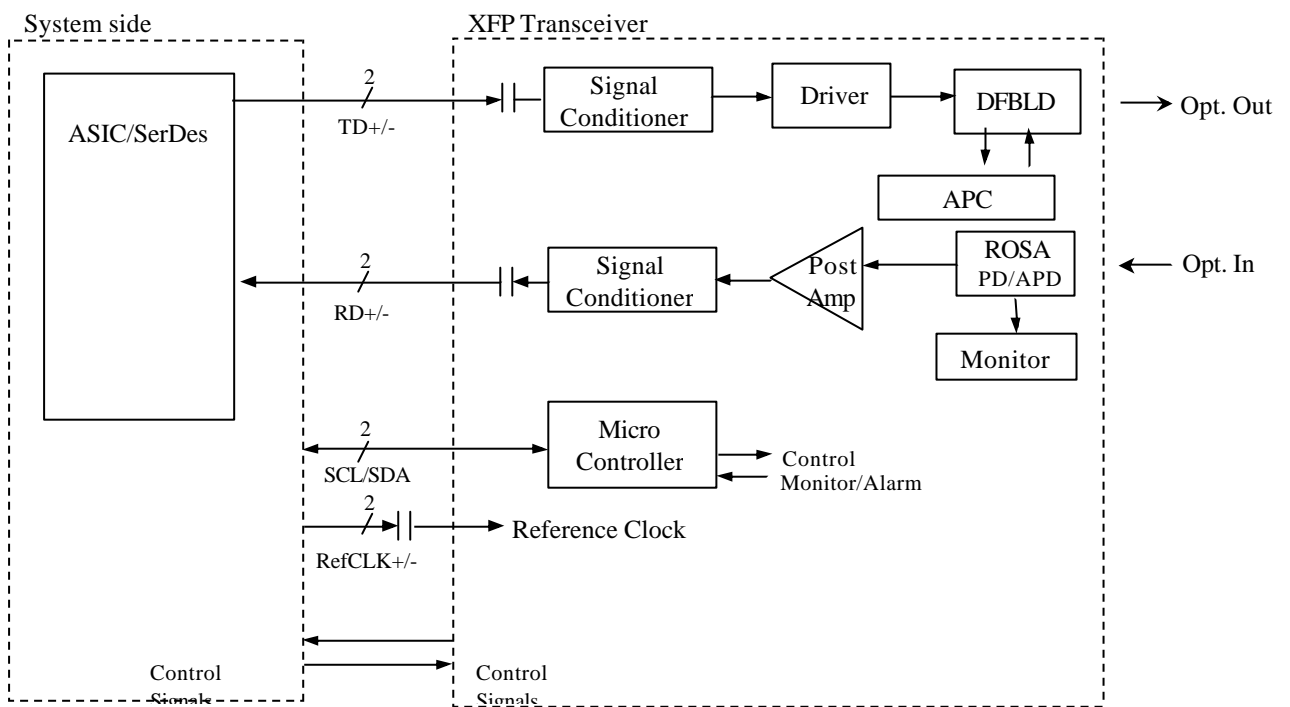 System side
XFP Transceiver
ASIC/SerDes
2
TD+/-
Signal
Conditioner
Driver
DFBLD
Opt. Out
APC
2
RD+/-
Signal
Conditioner
Post
Amp
ROSA
PD/APD
Opt. In
Monitor
2
SCL/SDA
Micro
Controller
Control
Monitor/Alarm
2
RefCLK+/-
Reference Clock
Control
Signals
Control
Signals